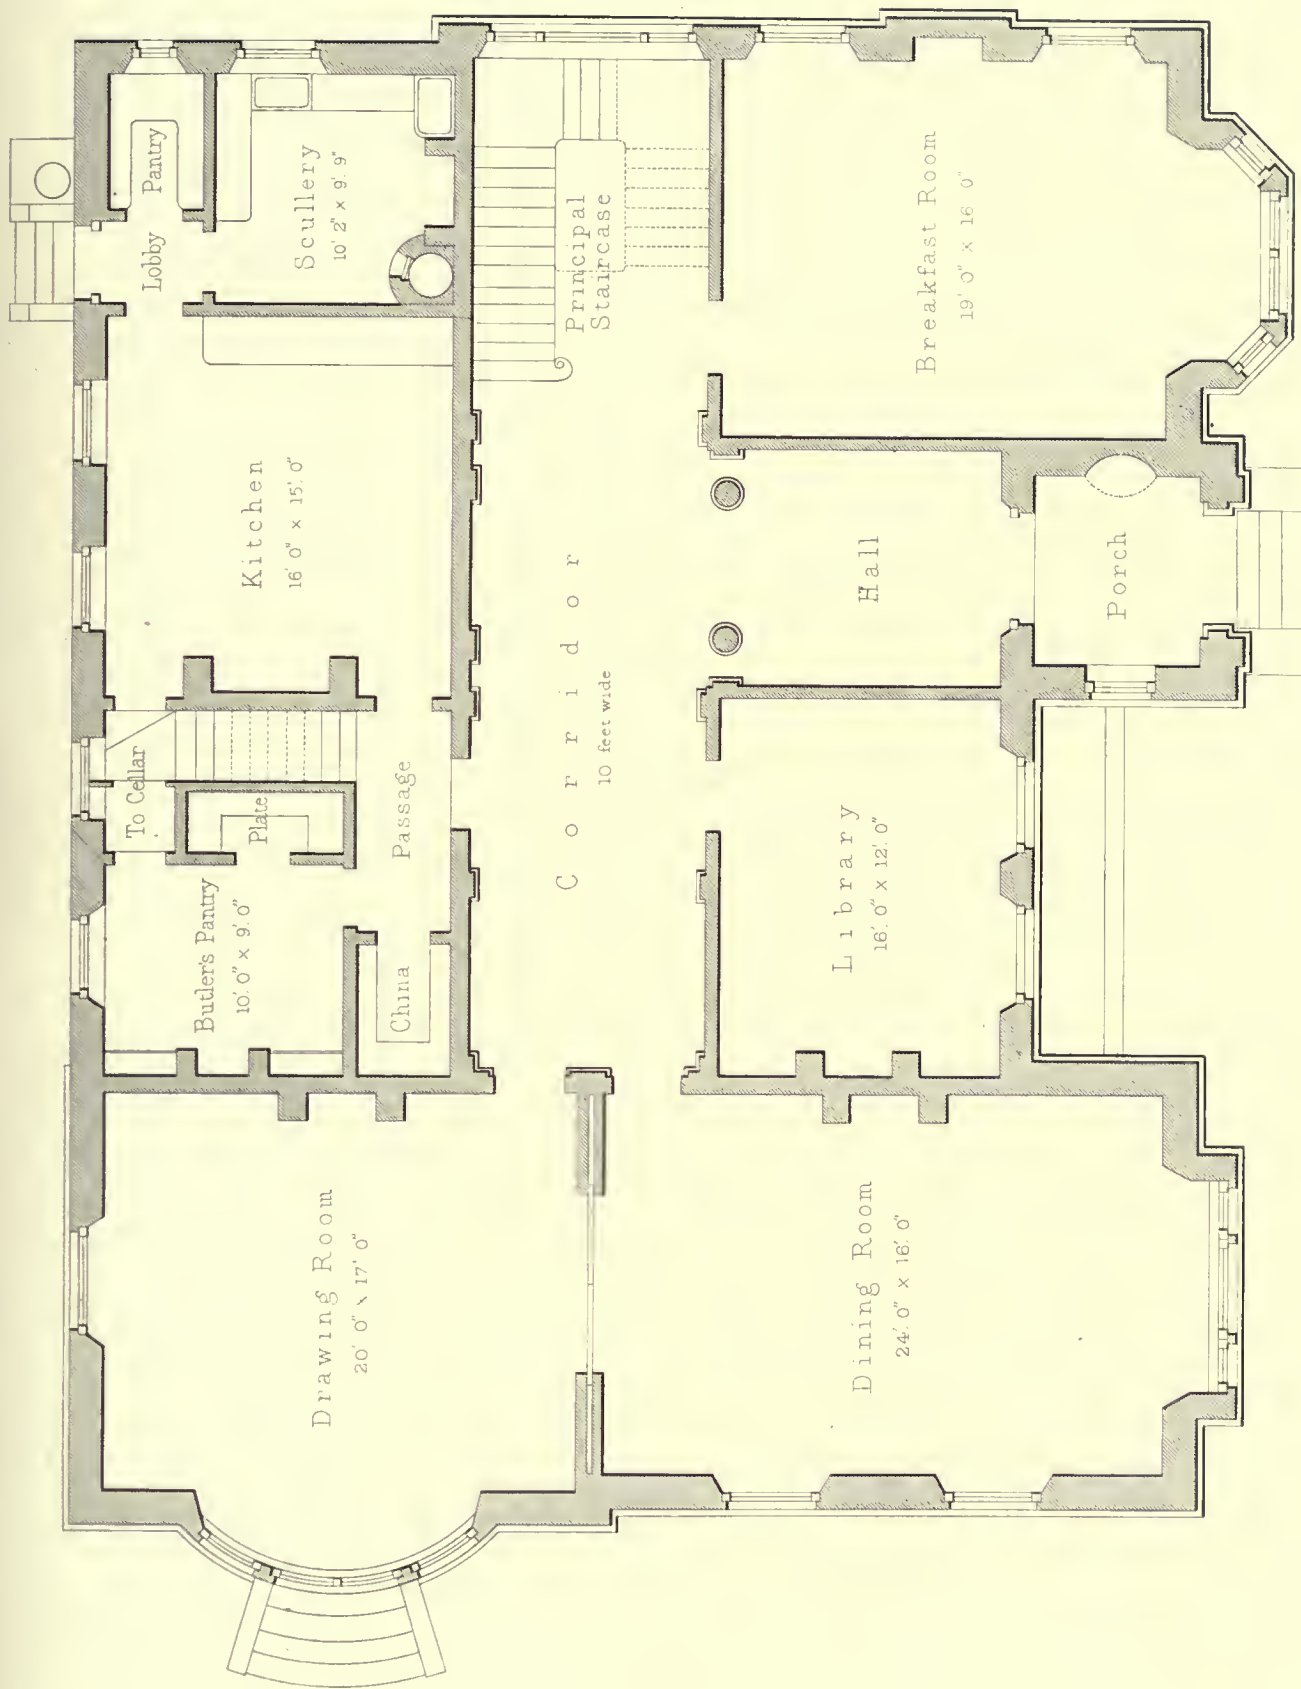 Pantry
Lobby
Scullery
10' 2" × 9'. 9"
Principal
Staircase
Breakfast Room
19' 0" × 16' 0"
Kitchen
16' 0" × 15'. 0"
Hall
Porch
Corridor
10 feet wide
To Cellar
Plate
Passage
Butler's Pantry
10'. 0" × 9'. 0"
China
Library
16'. 0" × 12'. 0"
Drawing Room
20' 0" × 17' 0"
Dining Room
24'. 0" × 16'. 0"